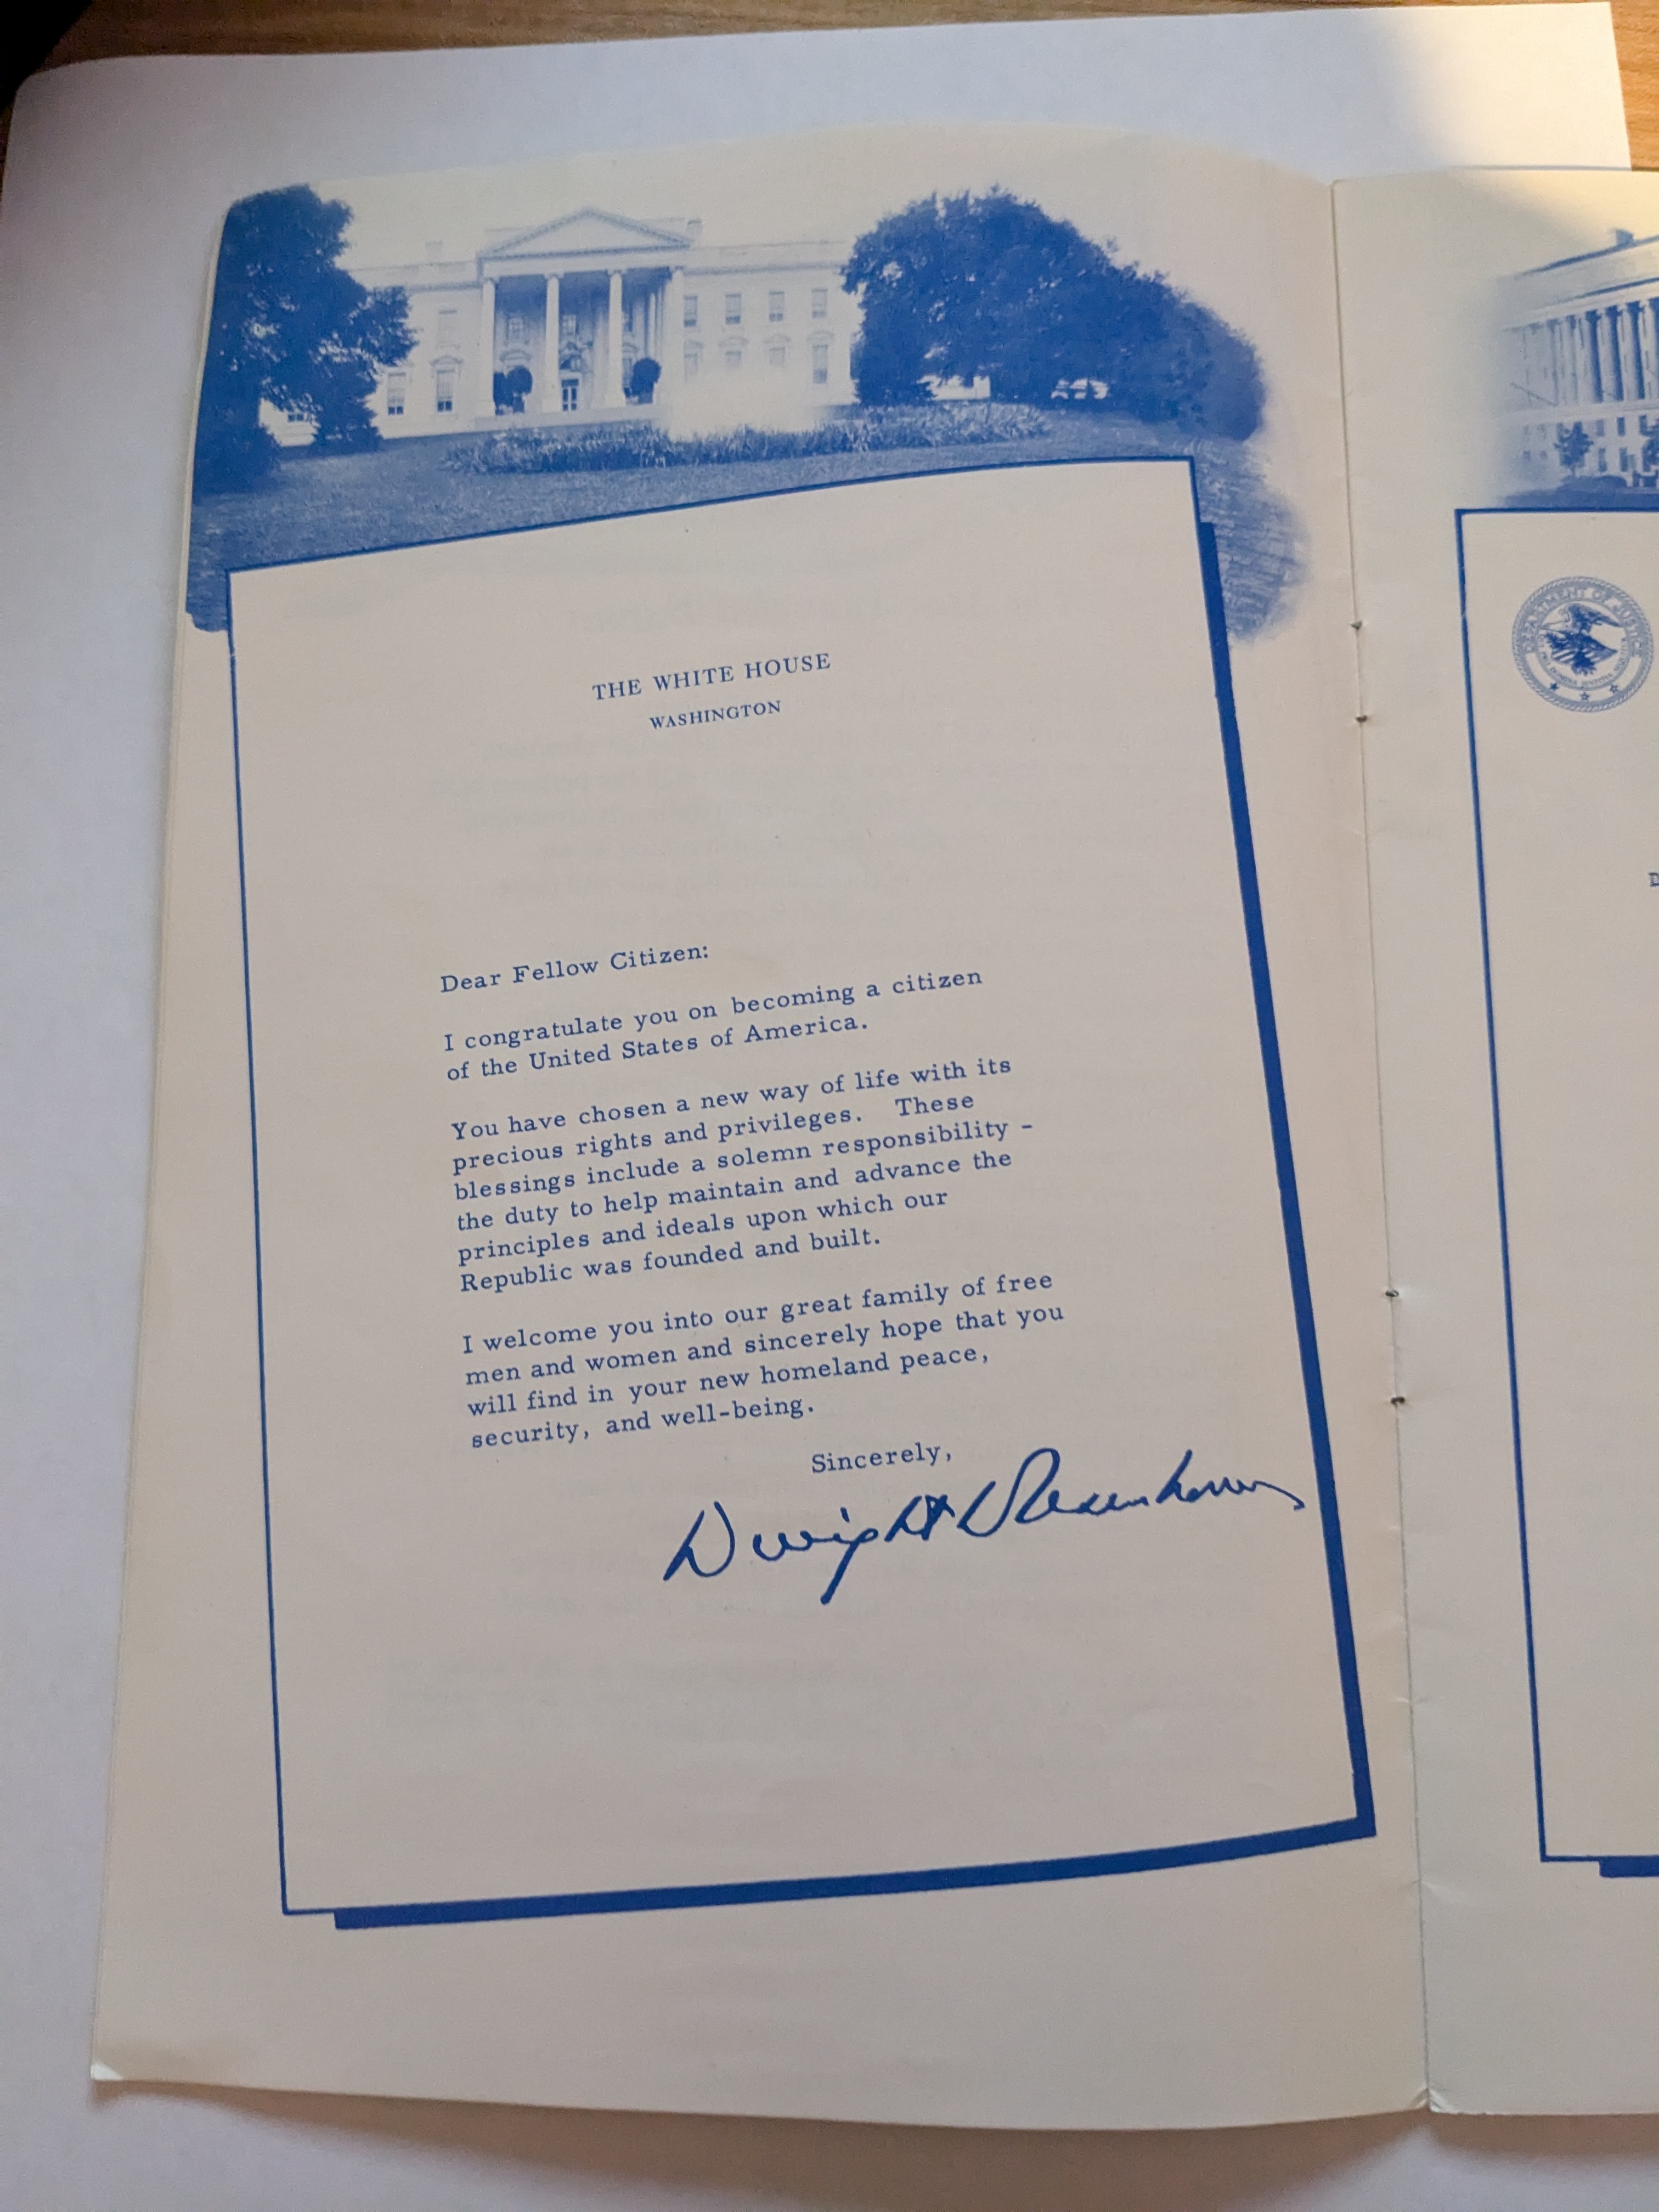 THE WHITE HOUSE
WASHINGTON
Dear Fellow Citizen:
I congratulate you on becoming a citizen
of the United States of America.
You have chosen a new way of life with its
precious rights and privileges. These
blessings include a solemn responsibility -
the duty to help maintain and advance the
principles and ideals upon which our
Republic was founded and built.
I welcome you into our great family of free
men and women and sincerely hope that you
will find in your new homeland peace,
security, and well-being.
Sincerely,
Dwight D Eisenhower
DEPARTMENT OF JUSTICE
D